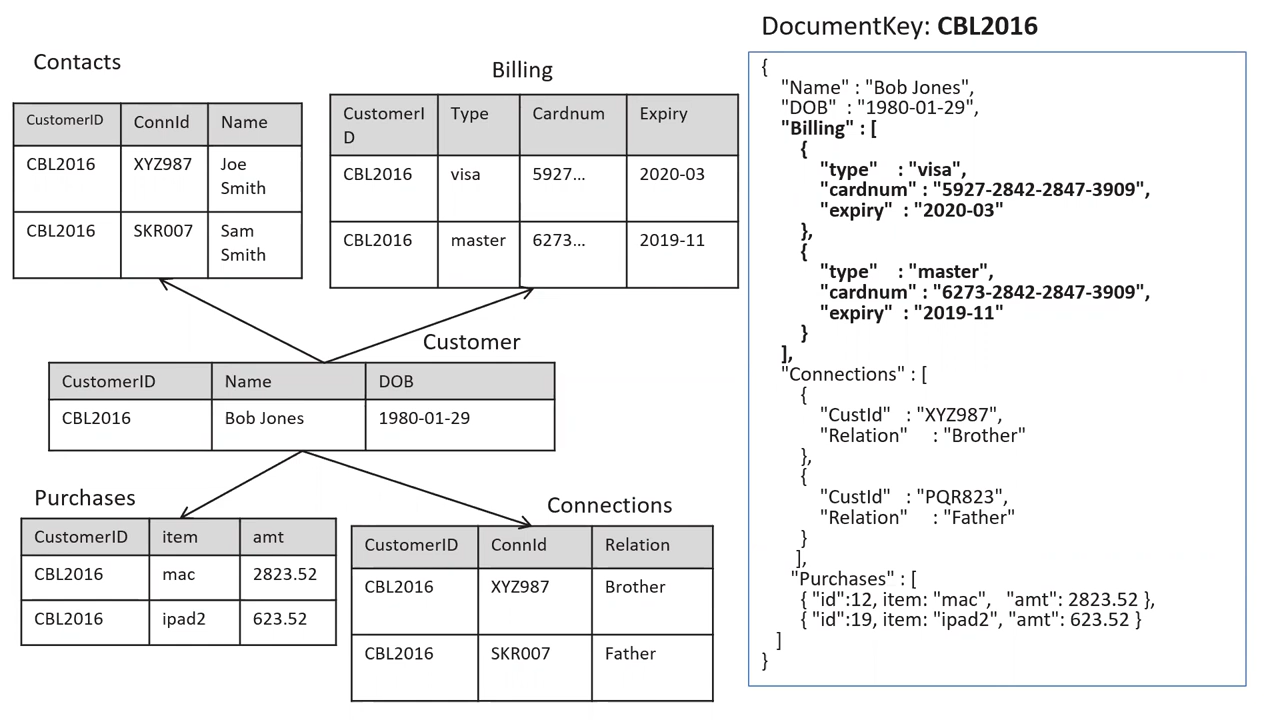 DocumentKey: CBL2016
Contacts
CustomerID ConnId Name
CBL2016 XYZ987 Joe
Smith
CBL2016 SKR007 Sam
Smith
Billing
CustomerI Type Cardnum Expiry
D
CBL2016 visa 5927... 2020-03
CBL2016 master 6273... 2019-11
Customer
CustomerID Name DOB
CBL2016 Bob Jones 1980-01-29
Purchases
CustomerID item amt
CBL2016 mac 2823.52
CBL2016 ipad2 623.52
Connections
CustomerID ConnId Relation
CBL2016 XYZ987 Brother
CBL2016 SKR007 Father
{
"Name" : "Bob Jones",
"DOB" : "1980-01-29",
"Billing" : [
{
"type" : "visa",
"cardnum" : "5927-2842-2847-3909",
"expiry" : "2020-03"
},
{
"type" : "master",
"cardnum" : "6273-2842-2847-3909",
"expiry" : "2019-11"
}
],
"Connections" : [
{
"CustId" : "XYZ987",
"Relation" : "Brother"
},
{
"CustId" : "PQR823",
"Relation" : "Father"
}
],
"Purchases" : [
{ "id":12, item: "mac", "amt": 2823.52 },
{ "id":19, item: "ipad2", "amt": 623.52 }
]
}